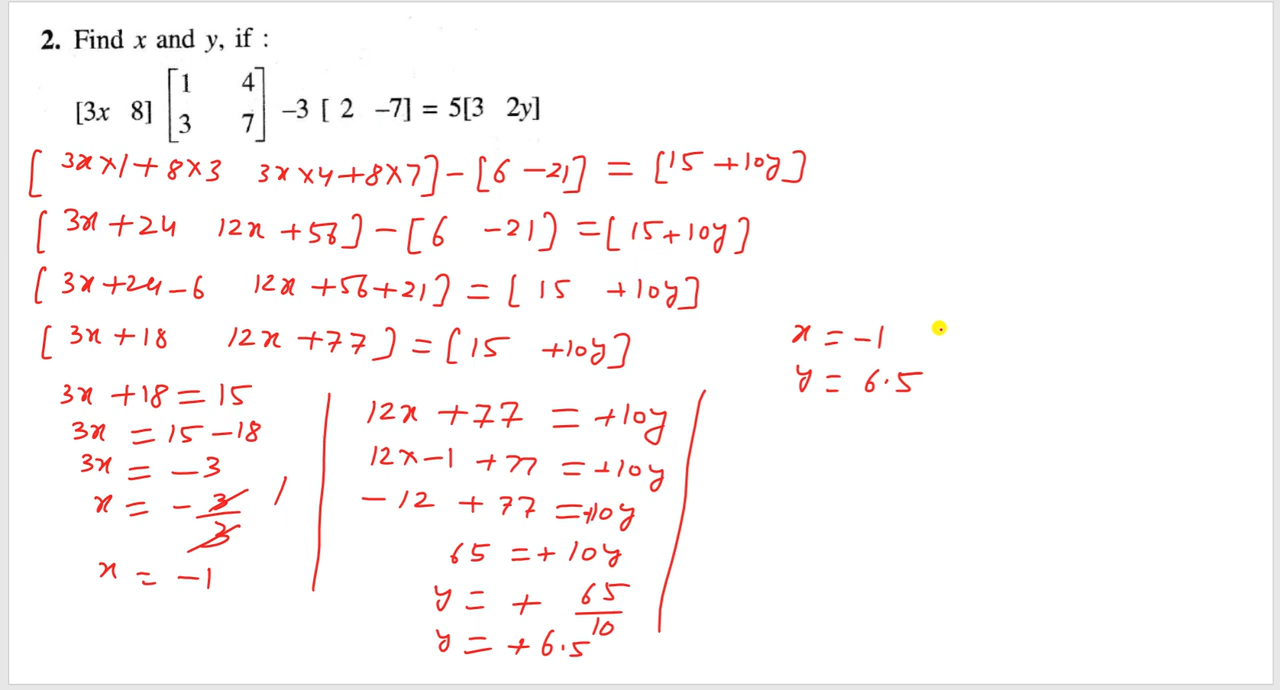 2. Find x and y, if :
[3x 8] [1 4
3 7] –3 [ 2 –7] = 5[3 2y]
[ 3x×1+8×3 3x×4+8×7]-[6 -21] = [15 +10y]
[ 3x+24 12x+56]-[6 -21] =[15+10y]
[ 3x+24-6 12x+56+21] = [ 15 +10y]
[ 3x+18 12x+77] = [15 +10y]
3x+18=15
3x = 15-18
3x = -3
x = - 3/3 1
x = -1
12x+77 = +10y
12×-1 +77 = +10y
-12 + 77 =+10y
65 =+10y
y = + 65/10
y = +6.5
x = -1
y = 6.5